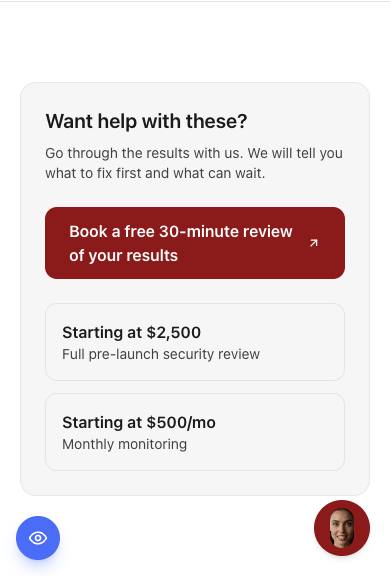 Want help with these?
Go through the results with us. We will tell you
what to fix first and what can wait.
Book a free 30-minute review
of your results
Starting at $2,500
Full pre-launch security review
Starting at $500/mo
Monthly monitoring